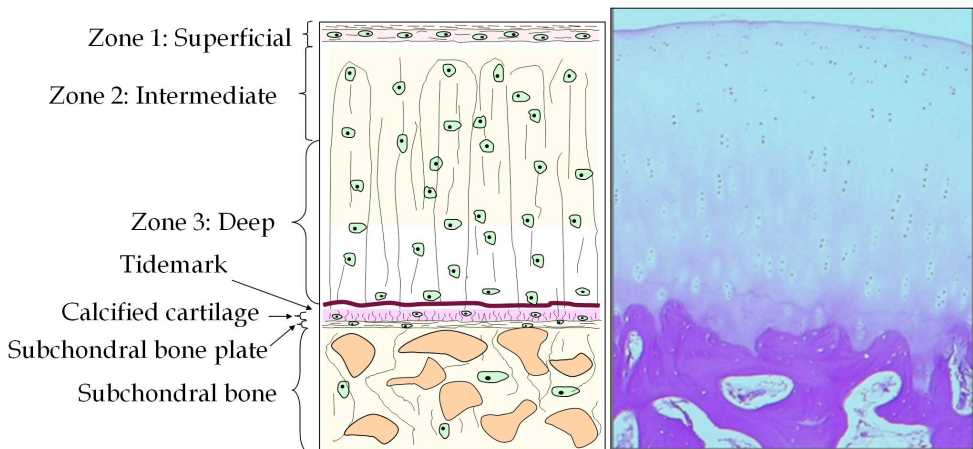 Zone 1: Superficial
Zone 2: Intermediate
Zone 3: Deep
Tidemark
Calcified cartilage
Subchondral bone plate
Subchondral bone